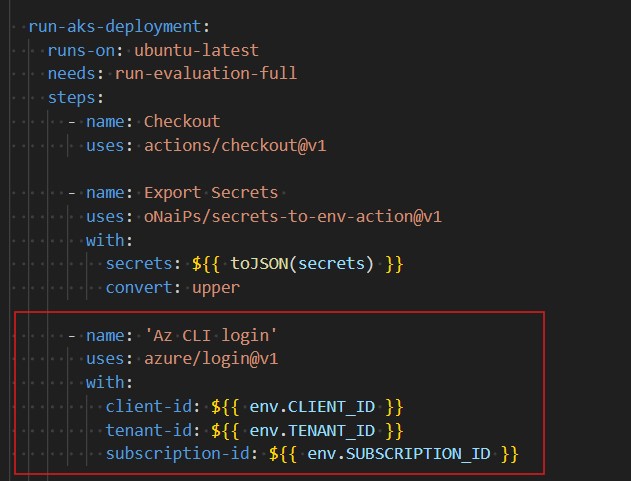 run-aks-deployment:
runs-on: ubuntu-latest
needs: run-evaluation-full
steps:
- name: Checkout
uses: actions/checkout@v1
- name: Export Secrets
uses: oNaiPs/secrets-to-env-action@v1
with:
secrets: ${{ toJSON(secrets) }}
convert: upper
- name: 'Az CLI login'
uses: azure/login@v1
with:
client-id: ${{ env.CLIENT_ID }}
tenant-id: ${{ env.TENANT_ID }}
subscription-id: ${{ env.SUBSCRIPTION_ID }}